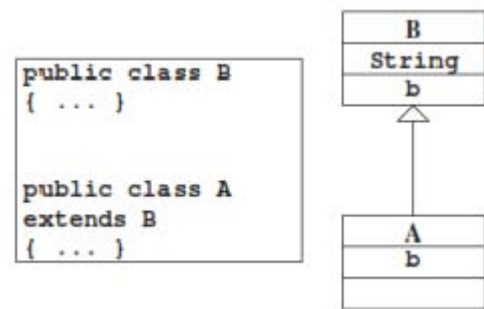 public class B
{ ... }
public class A
extends B
{ ... }
B
String
b
A
b